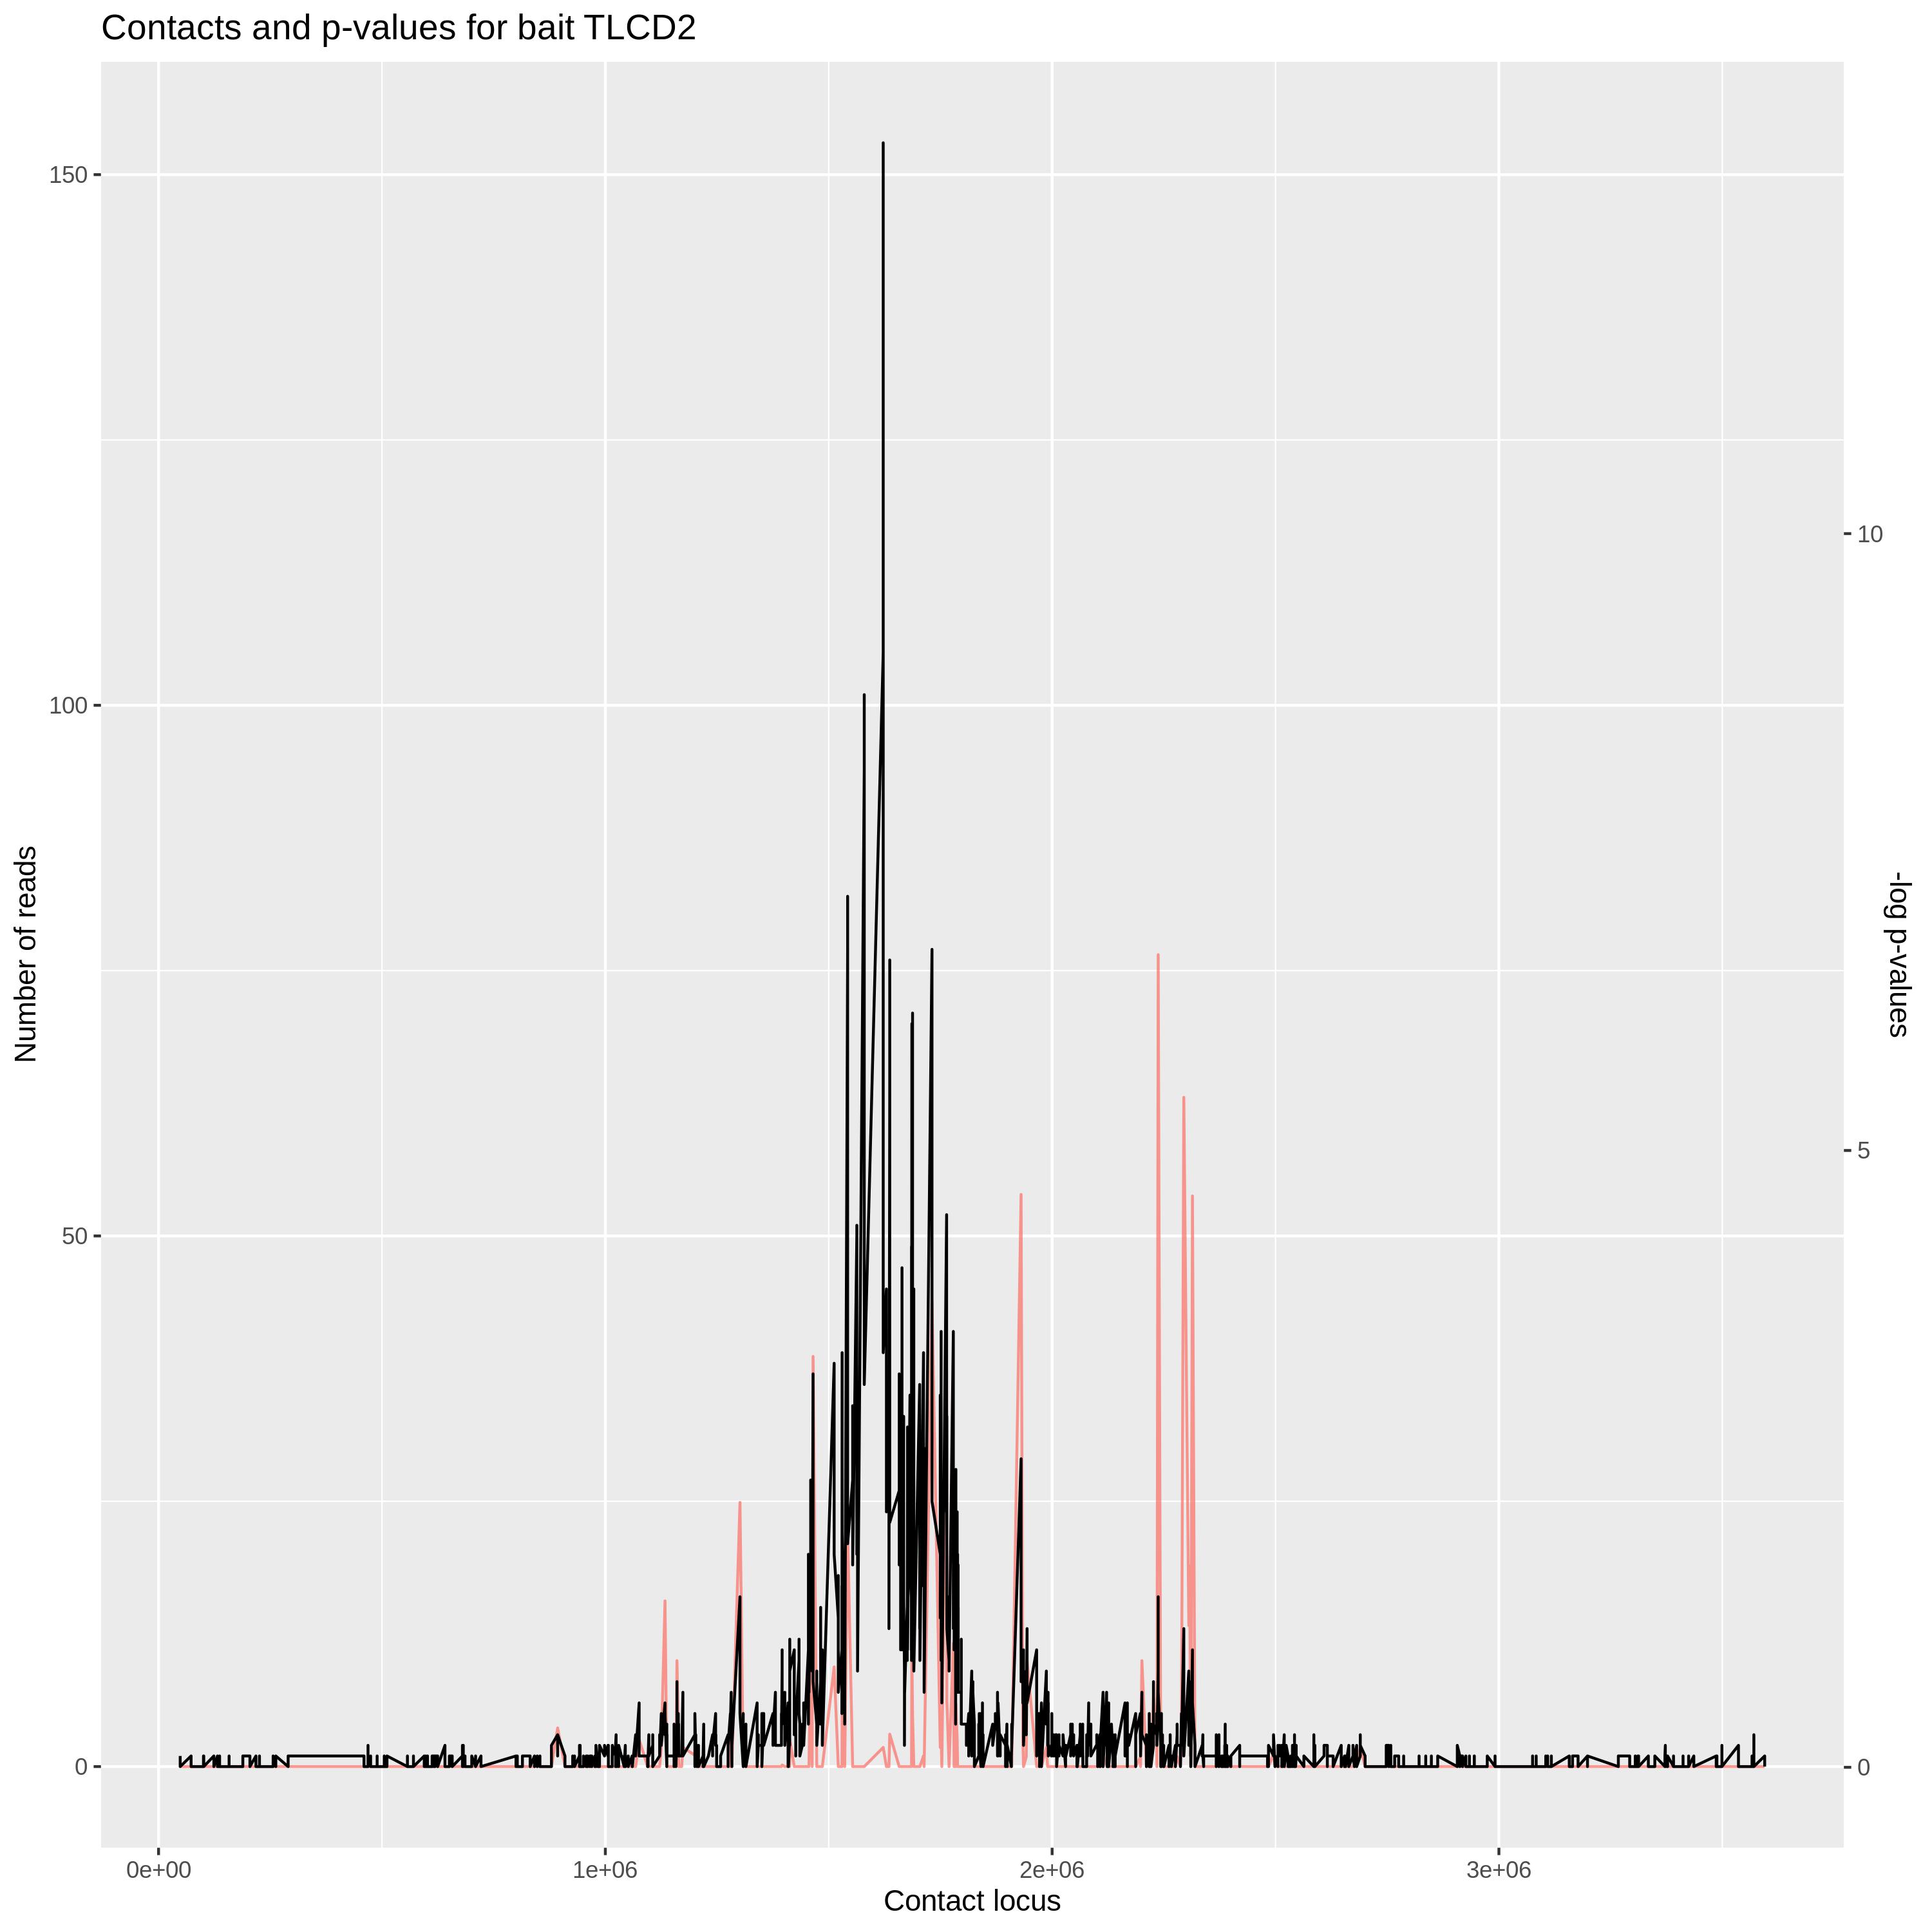 Contacts and p-values for bait TLCD2
150
100
50
0
Number of reads
10
5
0
-log p-values
0e+00
1e+06
2e+06
3e+06
Contact locus